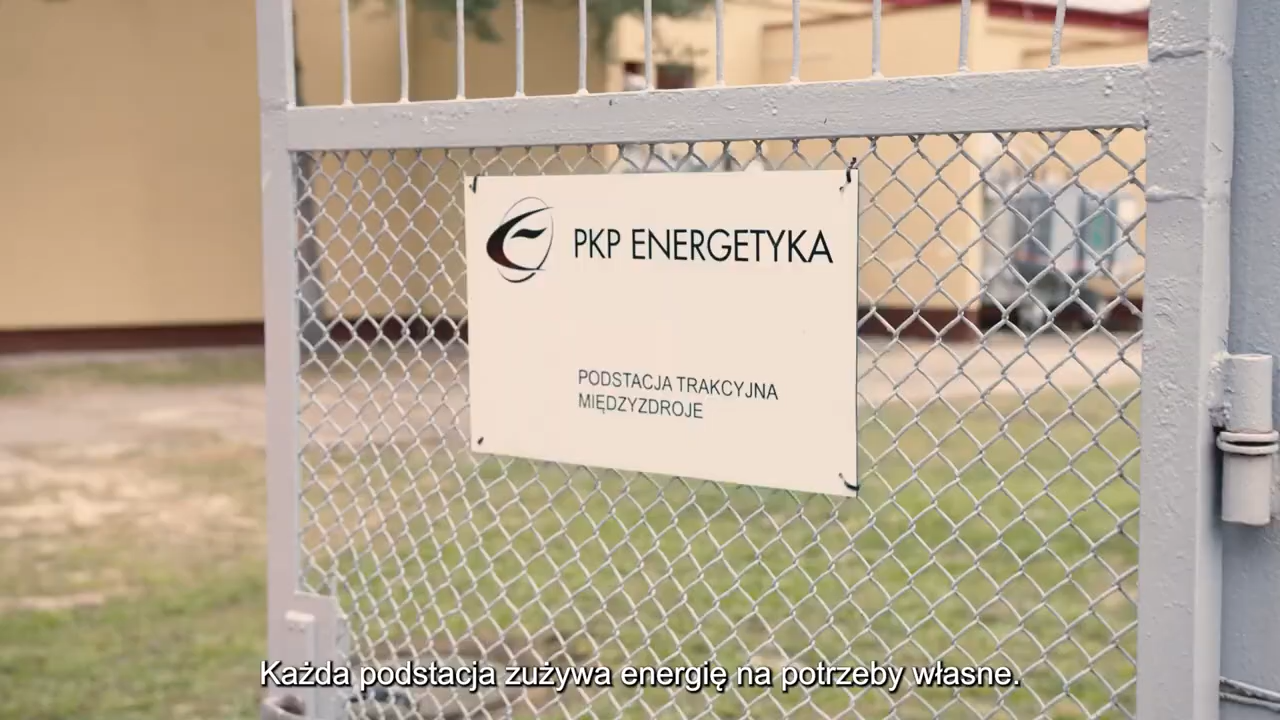 PKP ENERGETYKA
PODSTACJA TRAKCYJNA
MIĘDZYZDROJE
Każda podstacja zużywa energię na potrzeby własne.